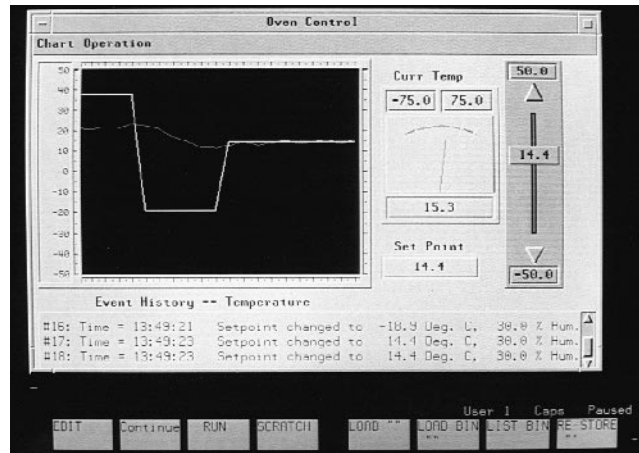 Oven Control
Chart Operation
50
40
30
20
10
0
-10
-20
-30
-40
-50
Curr Temp
-75.0 75.0
15.3
Set Point
14.4
50.0
14.4
-50.0
Event History -- Temperature
#16: Time = 13:49:21 Setpoint changed to -18.9 Deg. C, 30.0 % Hum.
#17: Time = 13:49:23 Setpoint changed to 14.4 Deg. C, 30.0 % Hum.
#18: Time = 13:49:23 Setpoint changed to 14.4 Deg. C, 30.0 % Hum.
User 1 Caps Paused
EDIT Continue RUN SCRATCH LOAD "" LOAD BIN "" LIST BIN RE-STORE ""